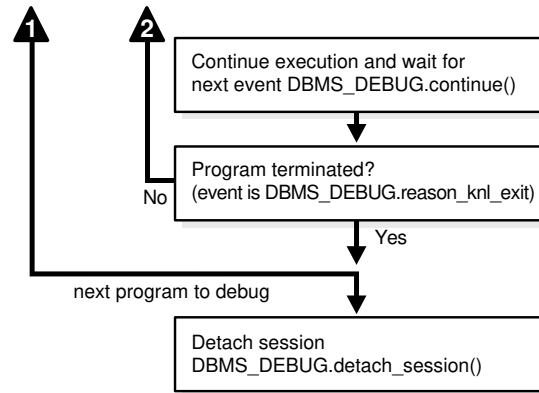 1
2
Continue execution and wait for
next event DBMS_DEBUG.continue()
Program terminated?
(event is DBMS_DEBUG.reason_knl_exit)
No
Yes
next program to debug
Detach session
DBMS_DEBUG.detach_session()